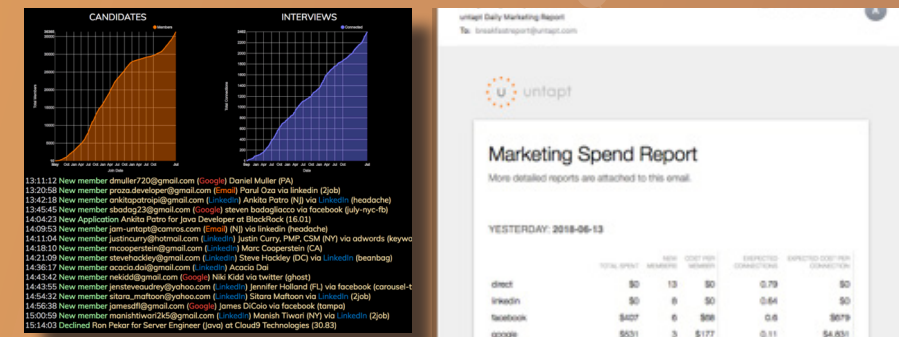 CANDIDATES
Members
Total Members
Join Date
INTERVIEWS
Connected
Total Connections
Date
13:11:12 New member dmuller720@gmail.com (Google) Daniel Muller (PA)
13:20:58 New member proza.developer@gmail.com (Email) Parul Oza via linkedin (2job)
13:42:18 New member ankitapatroipi@gmail.com (LinkedIn) Ankita Patro (NJ) via LinkedIn (headache)
13:45:45 New member sbadag23@gmail.com (Google) steven badagliacco via facebook (july-nyc-fb)
14:04:23 New Application Ankita Patro for Java Developer at BlackRock (16.01)
14:09:53 New member jam-untapt@camros.com (Email) (NJ) via linkedin (headache)
14:11:04 New member justincurry@hotmail.com (LinkedIn) Justin Curry, PMP, CSM (NY) via adwords (keywo
14:18:10 New member mcooperstein@gmail.com (LinkedIn) Marc Cooperstein (CA)
14:21:09 New member stevehackley@gmail.com (LinkedIn) Steve Hackley (DC) via LinkedIn (beanbag)
14:36:17 New member acacia.dai@gmail.com (LinkedIn) Acacia Dai
14:43:42 New member nekidd@gmail.com (Google) Niki Kidd via twitter (ghost)
14:43:55 New member jensteveaudrey@yahoo.com (LinkedIn) Jennifer Holland (FL) via facebook (carousel-t
14:54:32 New member sitara_maftoon@yahoo.com (LinkedIn) Sitara Maftoon via Linkedin (2job)
14:56:38 New member jamesdfl@gmail.com (Google) James DiCoio via facebook (tampa)
15:00:59 New member manishtiwari2k5@gmail.com (LinkedIn) Manish Tiwari (NY) via LinkedIn (2job)
15:14:03 Declined Ron Pekar for Server Engineer (Java) at Cloud9 Technologies (30.83)
untapt Daily Marketing Report
To: breakfastreport@untapt.com
u untapt
Marketing Spend Report
More detailed reports are attached to this email.
YESTERDAY: 2018-06-13
TOTAL SPENT NEW MEMBERS COST PER MEMBER EXPECTED CONNECTIONS EXPECTED COST PER CONNECTION
direct $0 13 $0 0.79 $0
linkedin $0 8 $0 0.64 $0
facebook $407 6 $68 0.6 $679
google $531 3 $177 0.11 $4,831